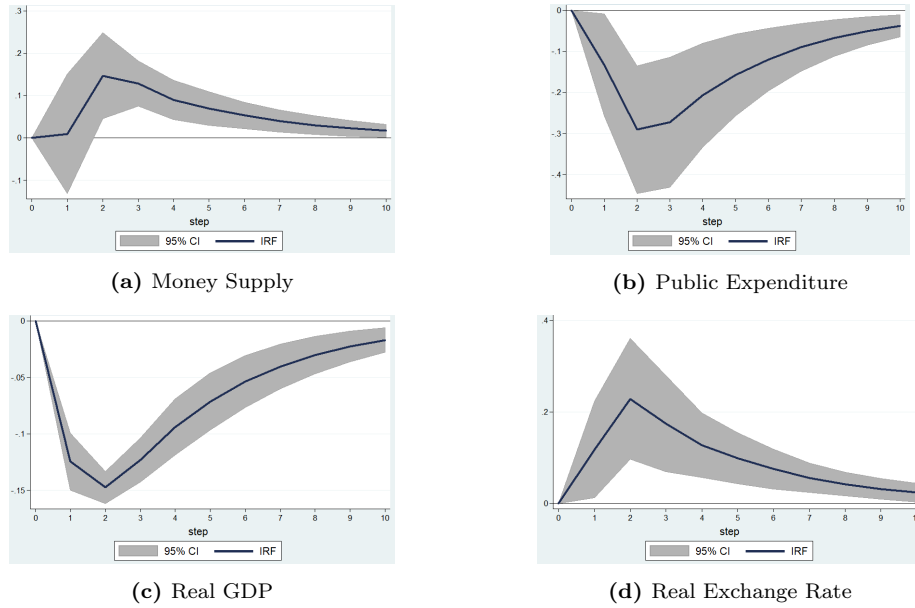 .3
.2
.1
0
-.1
0 1 2 3 4 5 6 7 8 9 10
step
95% CI IRF
(a) Money Supply
0
-.1
-.2
-.3
-.4
0 1 2 3 4 5 6 7 8 9 10
step
95% CI IRF
(b) Public Expenditure
0
-.05
-.1
-.15
0 1 2 3 4 5 6 7 8 9 10
step
95% CI IRF
(c) Real GDP
.4
.2
0
0 1 2 3 4 5 6 7 8 9
step
95% CI IRF
(d) Real Exchange Rate